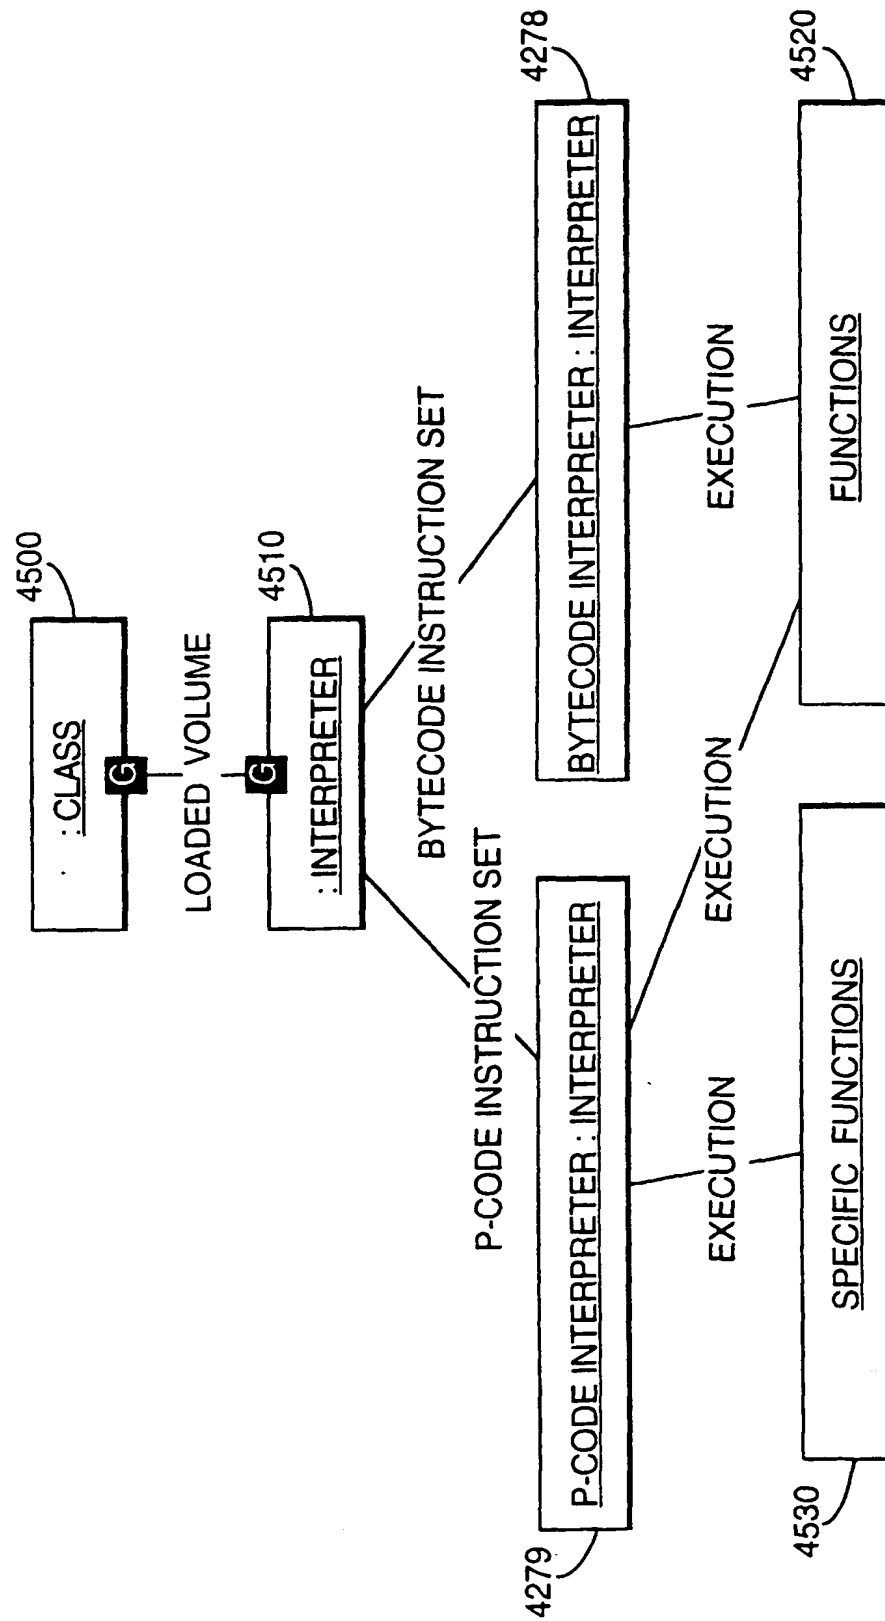 4500
: CLASS
G
LOADED VOLUME
G
4510
: INTERPRETER
P-CODE INSTRUCTION SET
BYTECODE INSTRUCTION SET
4279
P-CODE INTERPRETER : INTERPRETER
4278
BYTECODE INTERPRETER : INTERPRETER
EXECUTION
EXECUTION
EXECUTION
4530
SPECIFIC FUNCTIONS
4520
FUNCTIONS